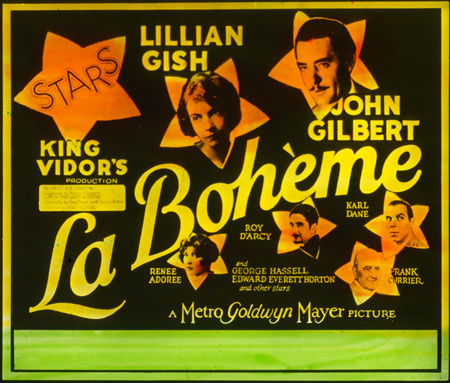 STARS
LILLIAN
GISH
JOHN
GILBERT
KING
VIDOR'S
PRODUCTION
La Bohème
RENEE
ADOREE
ROY
D'ARCY
KARL
DANE
FRANK
CURRIER
and
GEORGE HASSELL
EDWARD EVERETT HORTON
and other stars
A Metro Goldwyn Mayer PICTURE